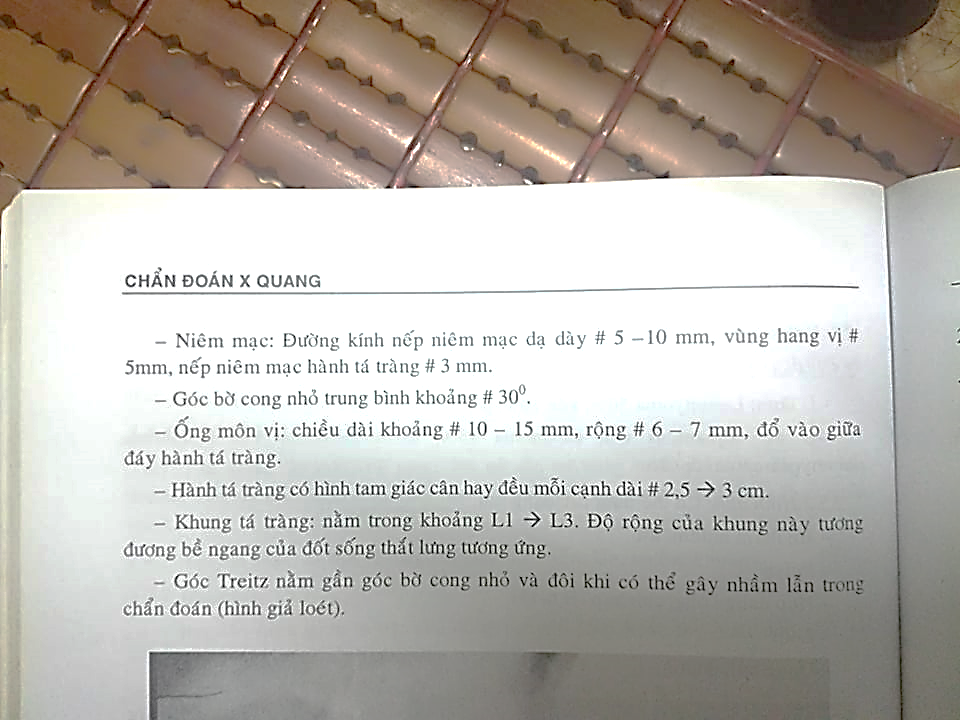 CHẨN ĐOÁN X QUANG
– Niêm mạc: Đường kính nếp niêm mạc dạ dày # 5 –10 mm, vùng hang vị #
5mm, nếp niêm mạc hành tá tràng # 3 mm.
– Góc bờ cong nhỏ trung bình khoảng # 30⁰.
– Ống môn vị: chiều dài khoảng # 10 – 15 mm, rộng # 6 – 7 mm, đổ vào giữa
đáy hành tá tràng.
– Hành tá tràng có hình tam giác cân hay đều mỗi cạnh dài # 2,5 → 3 cm.
– Khung tá tràng: nằm trong khoảng L1 → L3. Độ rộng của khung này tương
đương bề ngang của đốt sống thắt lưng tương ứng.
– Góc Treitz nằm gần góc bờ cong nhỏ và đôi khi có thể gây nhầm lẫn trong
chẩn đoán (hình giả loét).